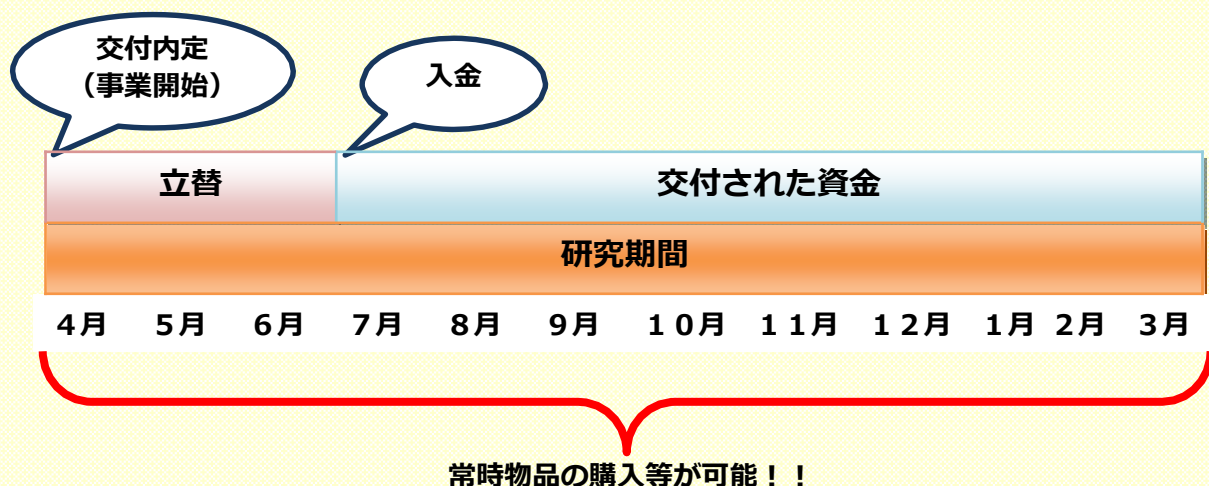 交付内定
（事業開始）
入金
立替
交付された資金
研究期間
４月 ５月 ６月 ７月 ８月 ９月 １０月 １１月 １２月 １月 ２月 ３月
常時物品の購入等が可能！！